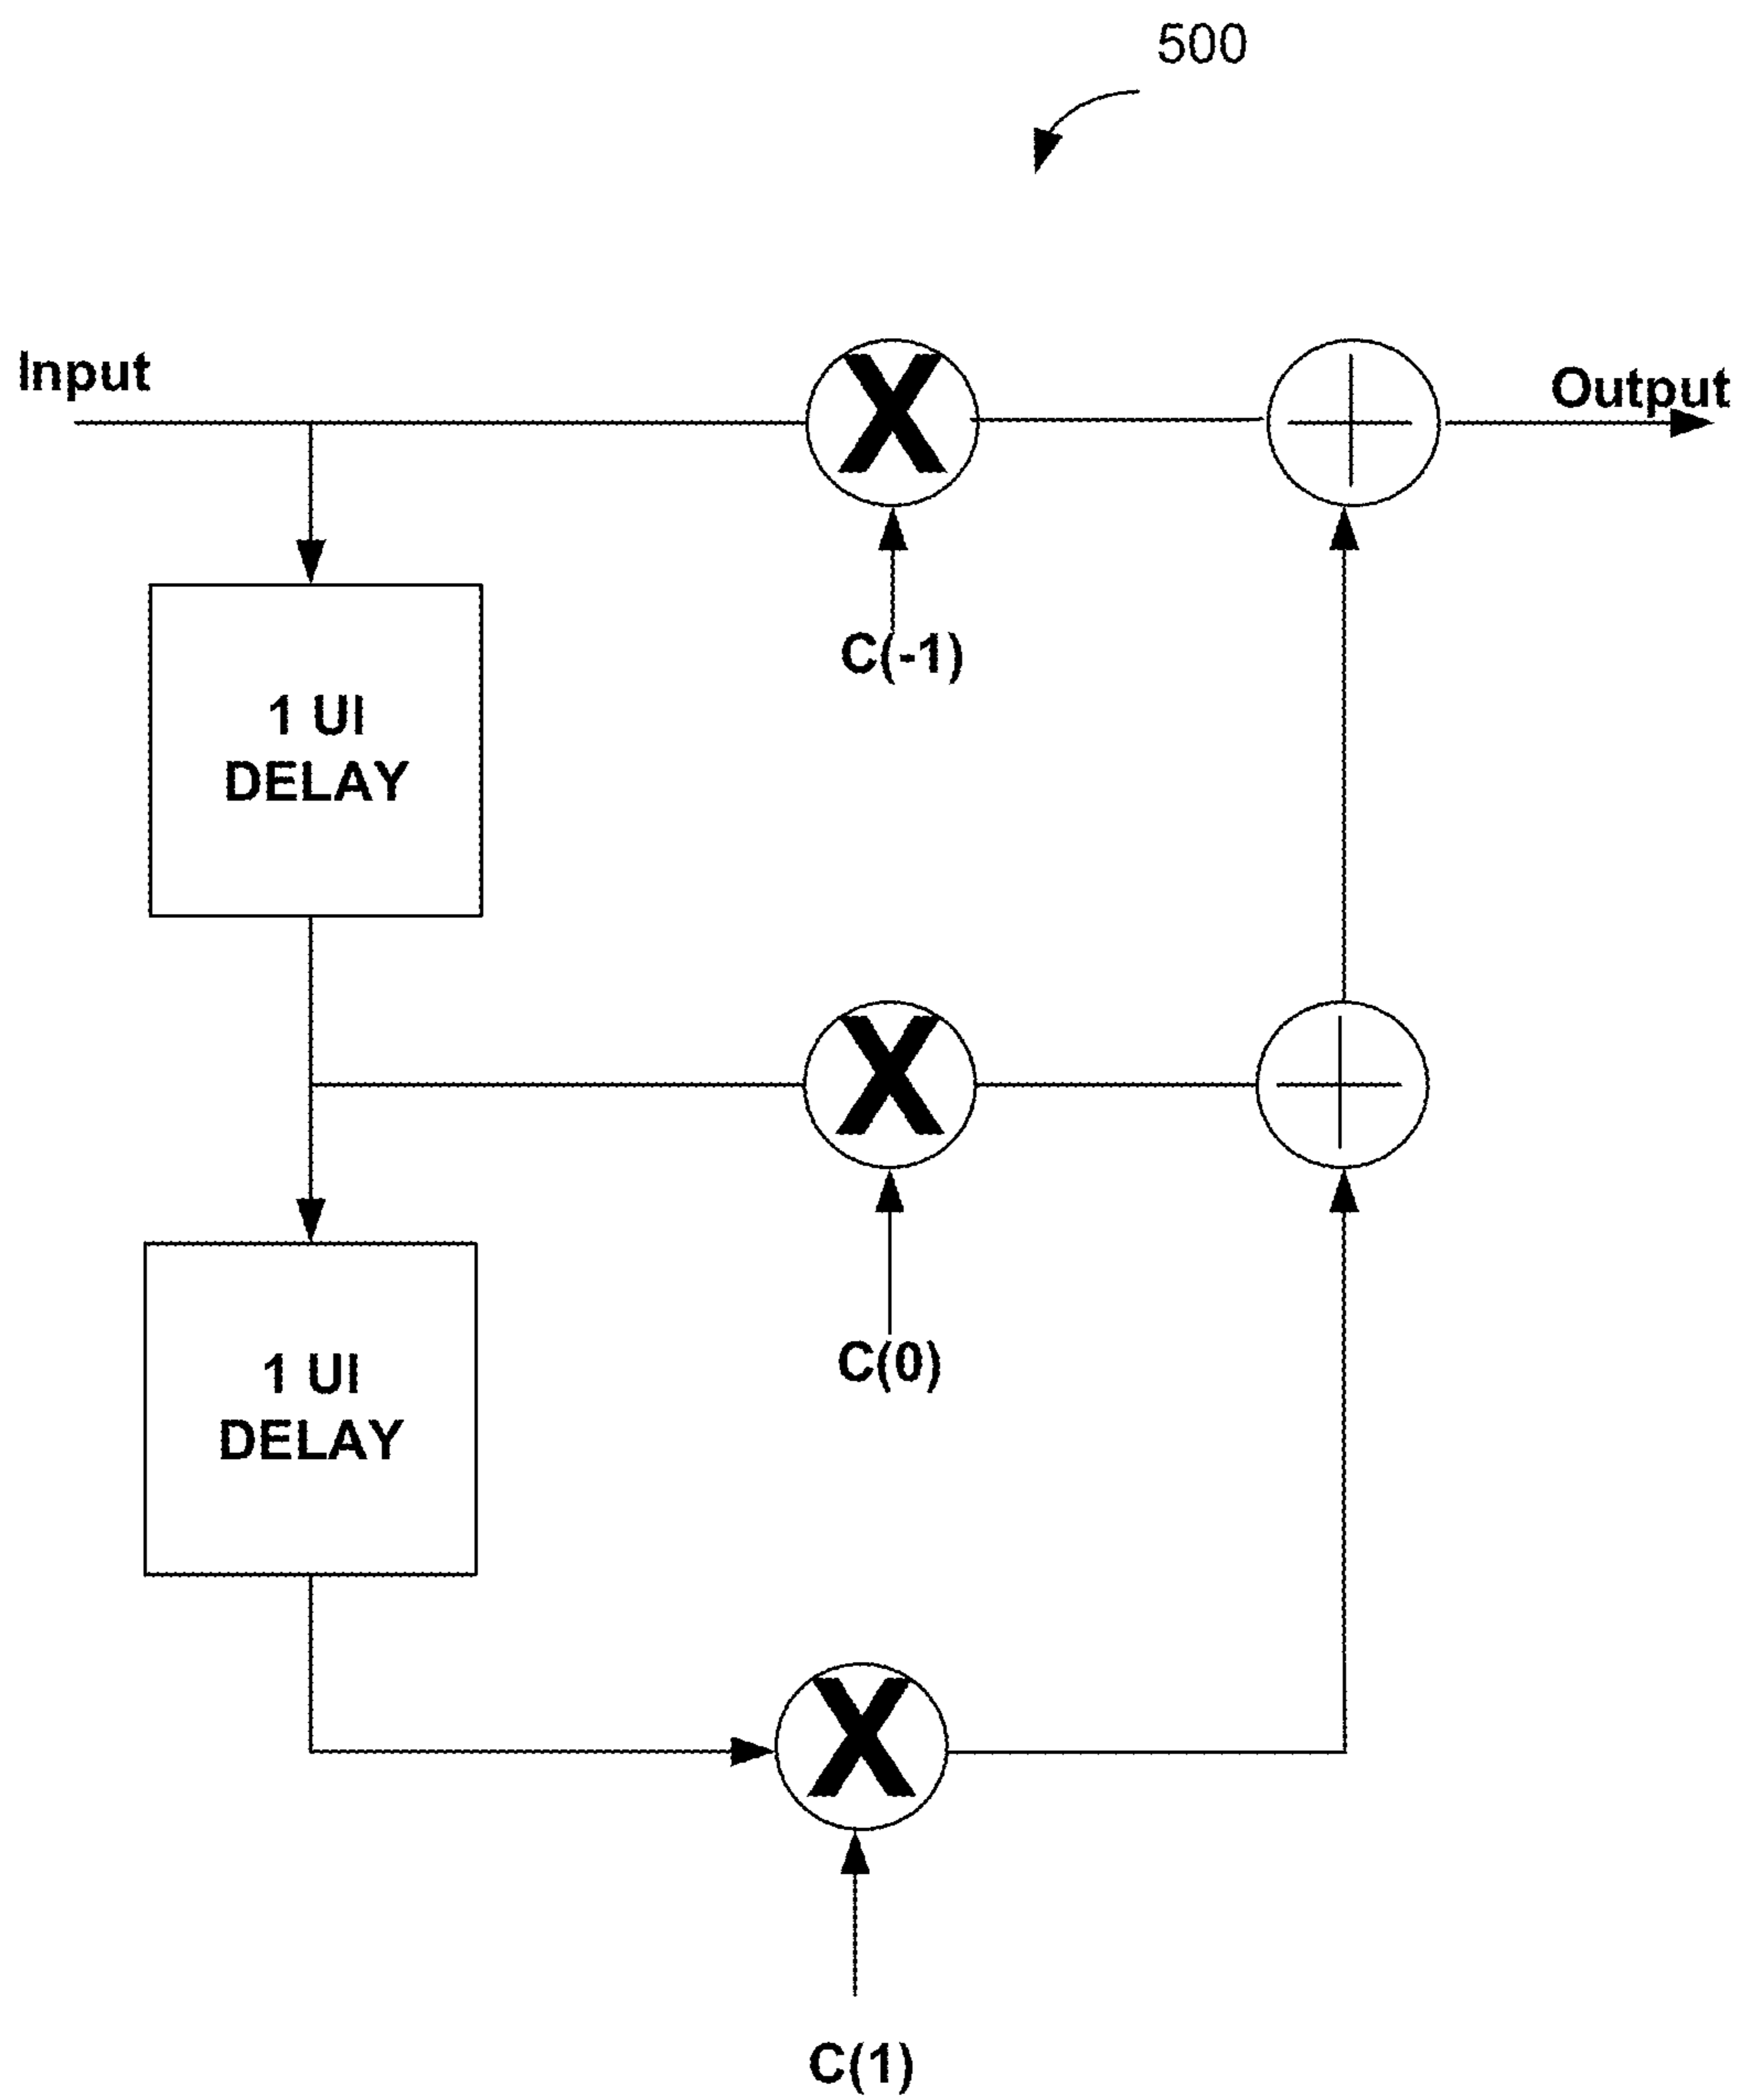 500
Input
Output
X
C(-1)
1 UI
DELAY
X
C(0)
1 UI
DELAY
X
C(1)